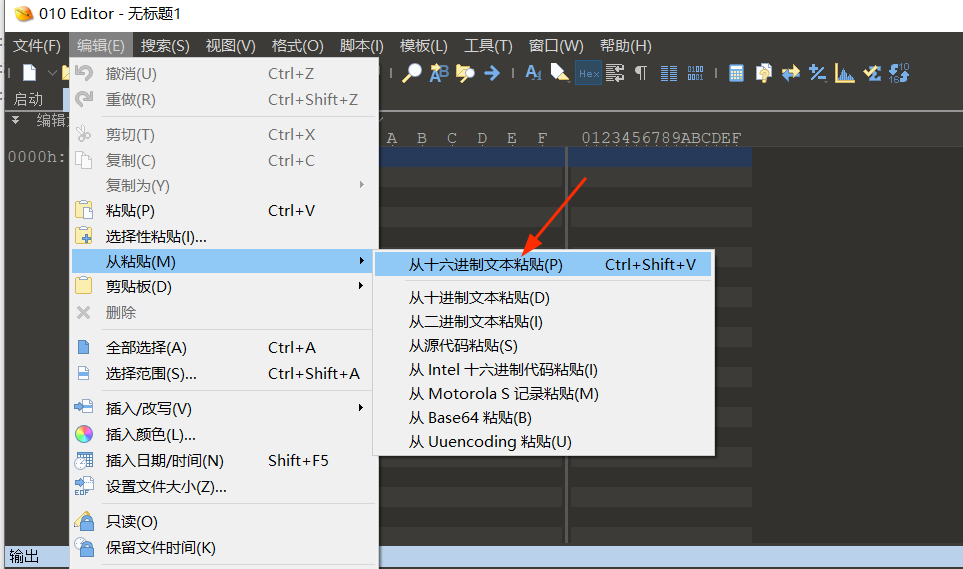 010 Editor - 无标题1
文件(F) 编辑(E) 搜索(S) 视图(V) 格式(O) 脚本(I) 模板(L) 工具(T) 窗口(W) 帮助(H)
启动
编辑
A B C D E F 0123456789ABCDEF
0000h:
撤消(U) Ctrl+Z
重做(R) Ctrl+Shift+Z
剪切(T) Ctrl+X
复制(C) Ctrl+C
复制为(Y)
粘贴(P) Ctrl+V
选择性粘贴(I)...
从粘贴(M)
剪贴板(D)
删除
全部选择(A) Ctrl+A
选择范围(S)... Ctrl+Shift+A
插入/改写(V)
插入颜色(L)...
插入日期/时间(N) Shift+F5
设置文件大小(Z)...
只读(O)
保留文件时间(K)
从十六进制文本粘贴(P) Ctrl+Shift+V
从十进制文本粘贴(D)
从二进制文本粘贴(I)
从源代码粘贴(S)
从 Intel 十六进制代码粘贴(I)
从 Motorola S 记录粘贴(M)
从 Base64 粘贴(B)
从 Uuencoding 粘贴(U)
输出